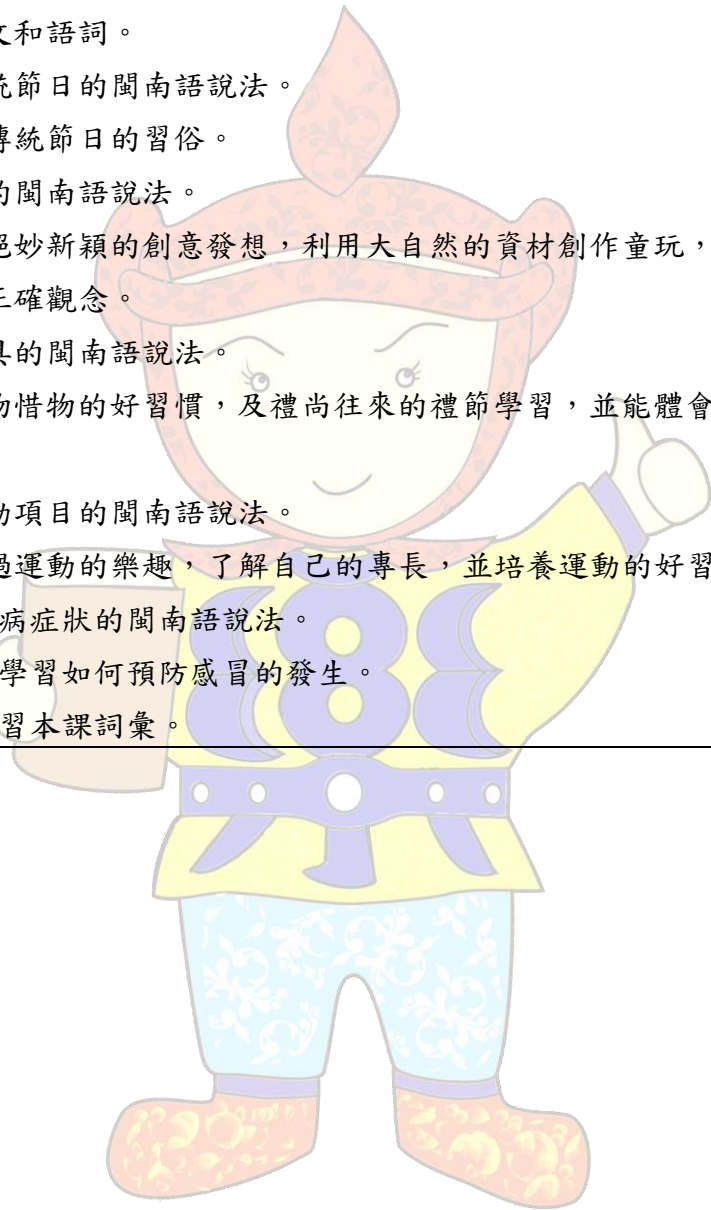 文和語詞。
統節日的閩南語說法。
傳統節日的習俗。
的閩南語說法。
絕妙新穎的創意發想，利用大自然的資材創作童玩，
正確觀念。
具的閩南語說法。
物惜物的好習慣，及禮尚往來的禮節學習，並能體會
動項目的閩南語說法。
過運動的樂趣，了解自己的專長，並培養運動的好習
病症狀的閩南語說法。
學習如何預防感冒的發生。
習本課詞彙。